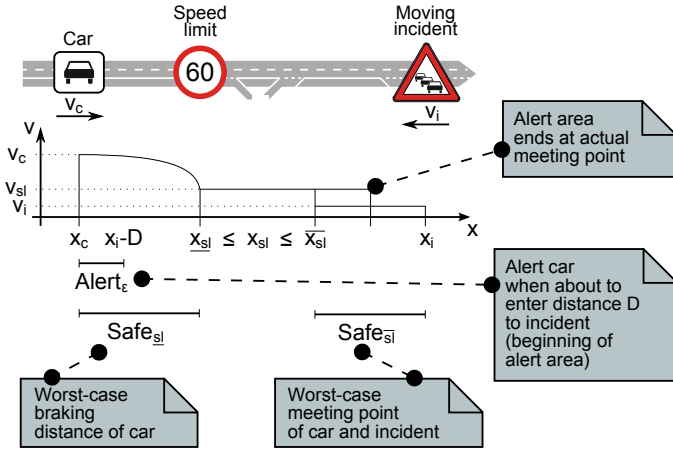 Car
Speed
limit
Moving
incident
60
v_c
v_i
v
v_c
v_sl
v_i
x
x_c x_i-D x_sl ≤ x_sl ≤ x_sl x_i
Alert_ε
Safe_sl
Safe_sl
Alert area
ends at actual
meeting point
Alert car
when about to
enter distance D
to incident
(beginning of
alert area)
Worst-case
braking
distance of car
Worst-case
meeting point
of car and incident